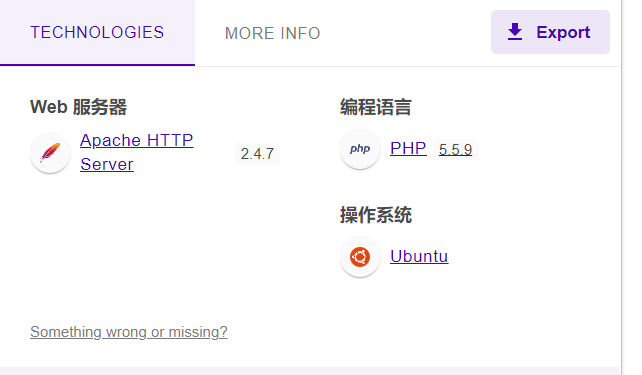 TECHNOLOGIES
MORE INFO
Export
Web 服务器
Apache HTTP
Server
2.4.7
编程语言
php
PHP
5.5.9
操作系统
Ubuntu
Something wrong or missing?